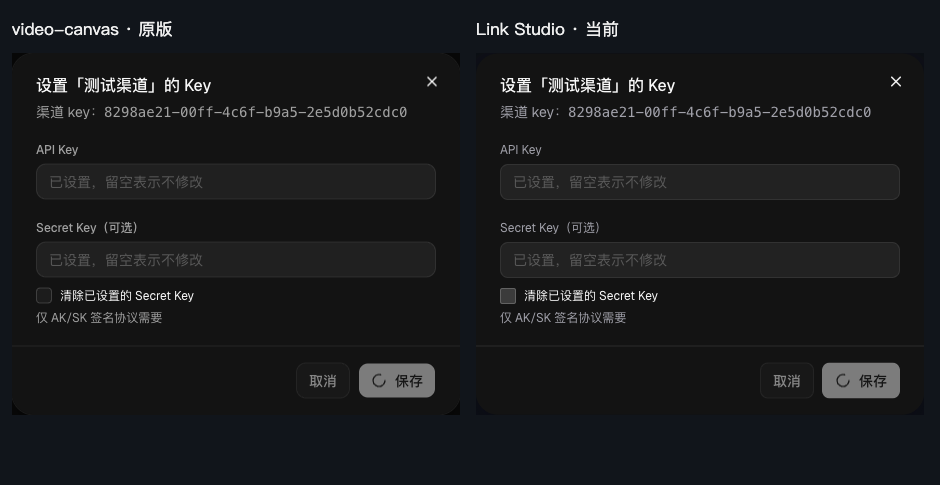 video-canvas · 原版
设置「测试渠道」的 Key
渠道 key：8298ae21-00ff-4c6f-b9a5-2e5d0b52cdc0
API Key
已设置，留空表示不修改
Secret Key（可选）
已设置，留空表示不修改
清除已设置的 Secret Key
仅 AK/SK 签名协议需要
取消
保存
Link Studio · 当前
设置「测试渠道」的 Key
渠道 key：8298ae21-00ff-4c6f-b9a5-2e5d0b52cdc0
API Key
已设置，留空表示不修改
Secret Key（可选）
已设置，留空表示不修改
清除已设置的 Secret Key
仅 AK/SK 签名协议需要
取消
保存